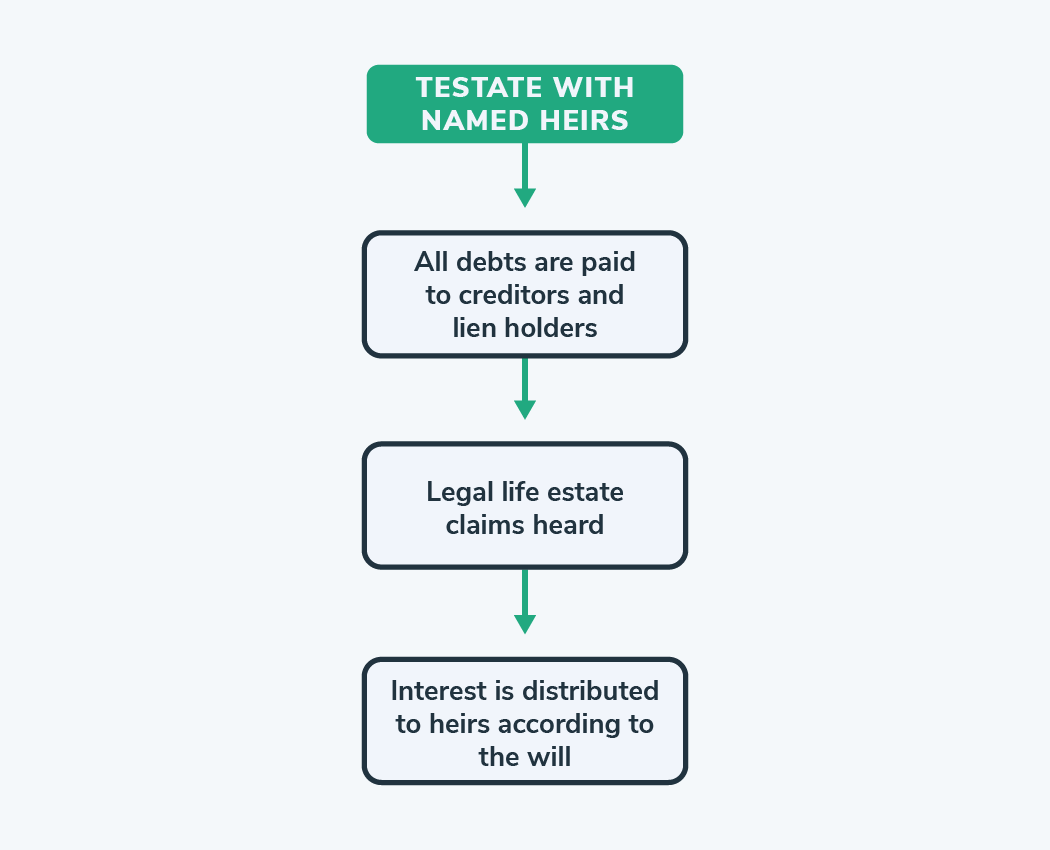 TESTATE WITH
NAMED HEIRS
All debts are paid
to creditors and
lien holders
Legal life estate
claims heard
Interest is distributed
to heirs according to
the will